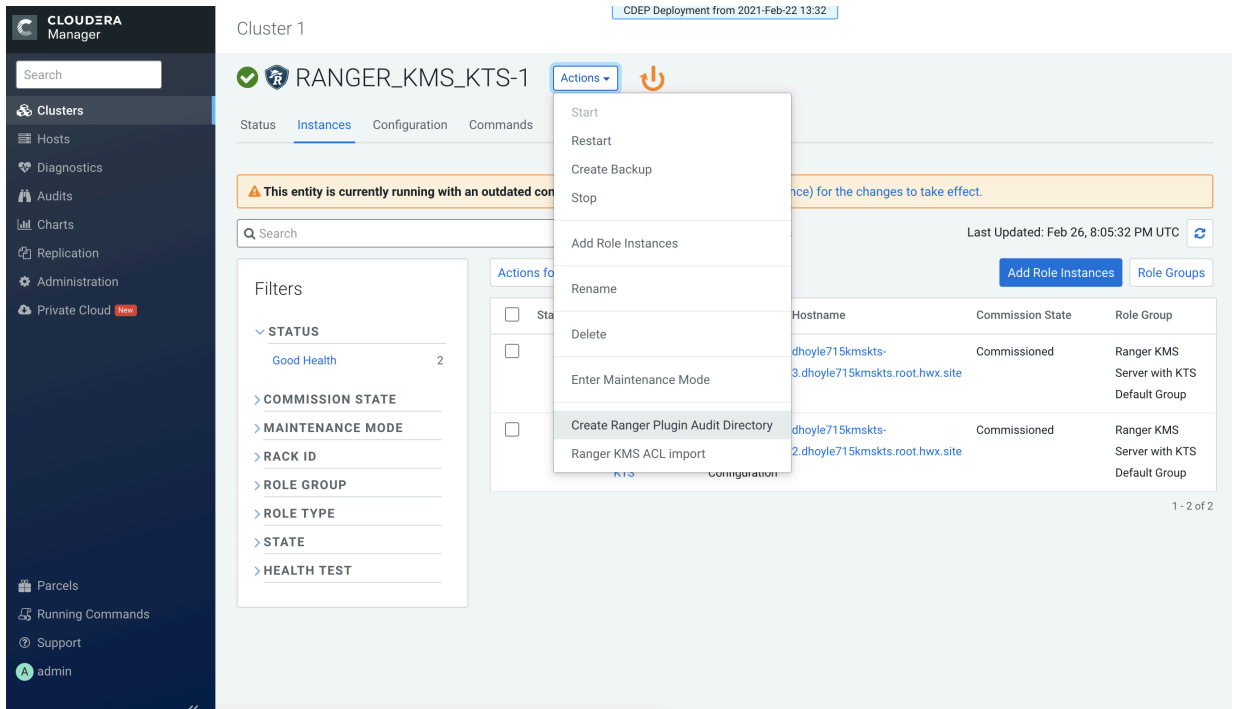 CLOUDERA
Manager
Search
Clusters
Hosts
Diagnostics
Audits
Charts
Replication
Administration
Private Cloud New
Parcels
Running Commands
Support
A admin
CDEP Deployment from 2021-Feb-22 13:32
Cluster 1
RANGER_KMS_KTS-1
Actions
Status Instances Configuration Commands
Start
Restart
Create Backup
Stop
Add Role Instances
Rename
Delete
Enter Maintenance Mode
Create Ranger Plugin Audit Directory
Ranger KMS ACL import
This entity is currently running with an outdated con
nce) for the changes to take effect.
Search
Last Updated: Feb 26, 8:05:32 PM UTC
Filters
STATUS
Good Health 2
COMMISSION STATE
MAINTENANCE MODE
RACK ID
ROLE GROUP
ROLE TYPE
STATE
HEALTH TEST
Actions fo
Add Role Instances
Role Groups
Sta
Hostname Commission State Role Group
dhoyle715kmskts- Commissioned Ranger KMS
3.dhoyle715kmskts.root.hwx.site Server with KTS
Default Group
dhoyle715kmskts- Commissioned Ranger KMS
2.dhoyle715kmskts.root.hwx.site Server with KTS
Default Group
KTS Configuration
1 - 2 of 2